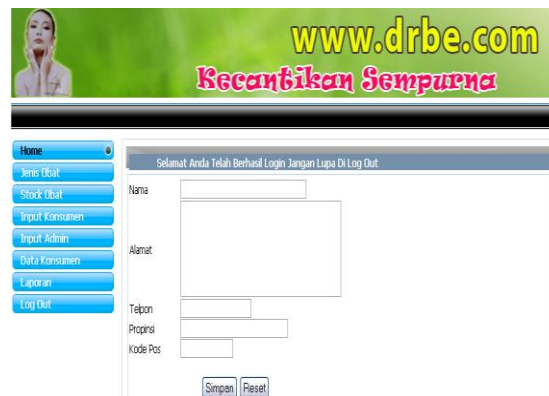 www.drbe.com
Kecantikan Sempurna
Home
Jenis Obat
Stock Obat
Input Konsumen
Input Admin
Data Konsumen
Laporan
Log Out
Selamat Anda Telah Berhasil Login Jangan Lupa Di Log Out
Nama
Alamat
Telpon
Propinsi
Kode Pos
Simpan Reset